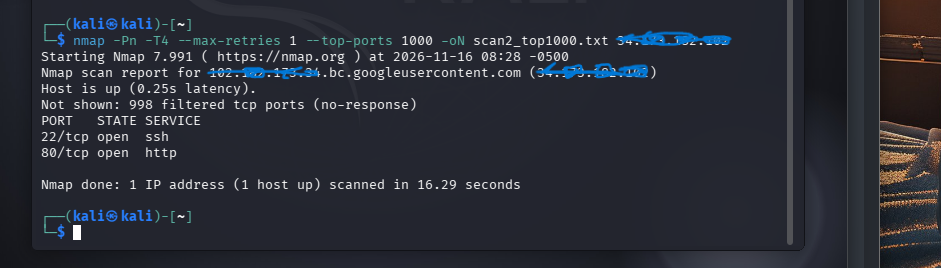 ┌──(kali㉿kali)-[~]
└─$ nmap -Pn -T4 --max-retries 1 --top-ports 1000 -oN scan2_top1000.txt
Starting Nmap 7.991 ( https://nmap.org ) at 2026-11-16 08:28 -0500
Nmap scan report for .bc.googleusercontent.com ()
Host is up (0.25s latency).
Not shown: 998 filtered tcp ports (no-response)
PORT   STATE SERVICE
22/tcp open  ssh
80/tcp open  http
Nmap done: 1 IP address (1 host up) scanned in 16.29 seconds
┌──(kali㉿kali)-[~]
└─$